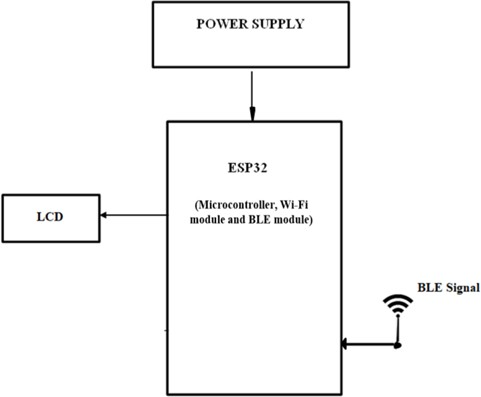 POWER SUPPLY
ESP32
(Microcontroller, Wi-Fi
module and BLE module)
LCD
BLE Signal